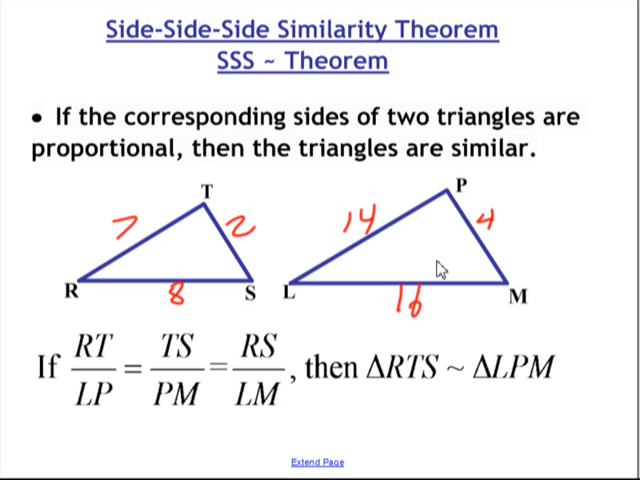 Side-Side-Side Similarity Theorem
SSS ~ Theorem
• If the corresponding sides of two triangles are
proportional, then the triangles are similar.
T
P
7
2
14
4
R
8
S
L
16
M
If RT/LP = TS/PM = RS/LM, then ΔRTS ~ ΔLPM
Extend Page